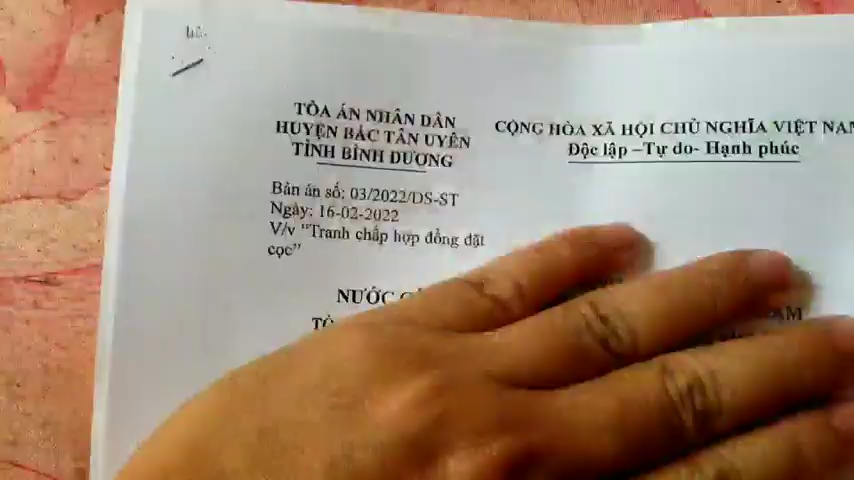 TÒA ÁN NHÂN DÂN
HUYỆN BẮC TÂN UYÊN
TỈNH BÌNH DƯƠNG
CỘNG HÒA XÃ HỘI CHỦ NGHĨA VIỆT NAM
Độc lập –Tự do- Hạnh phúc
Bản án số: 03/2022/DS-ST
Ngày: 16-02-2022
V/v “Tranh chấp hợp đồng đặt
cọc”
NƯỚC